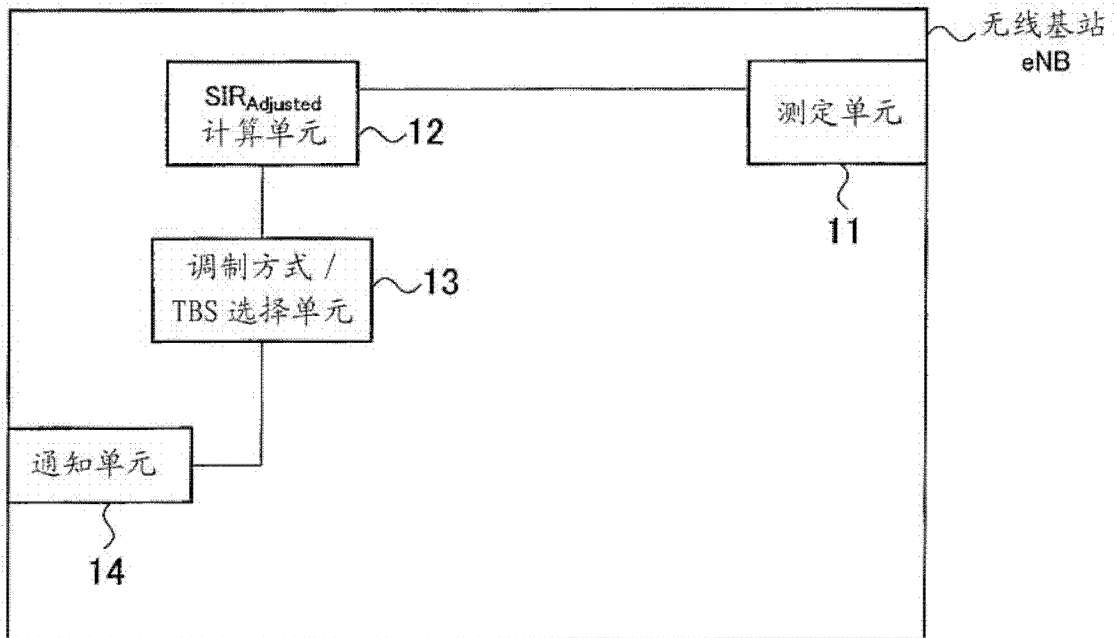 无线基站
eNB
SIRAdjusted
计算单元
12
测定单元
11
调制方式 /
TBS 选择单元
13
通知单元
14